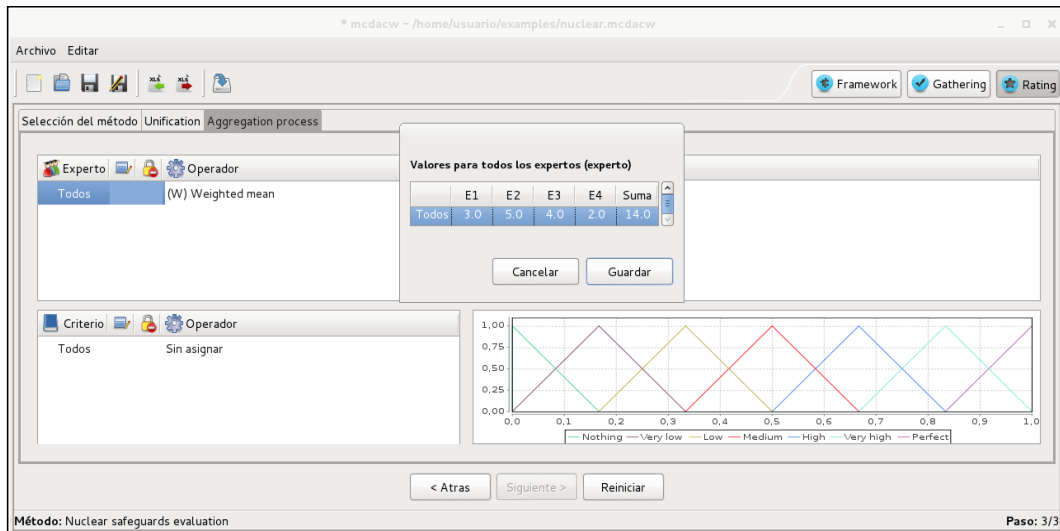 * mcdacw – /home/usuario/examples/nuclear.mcdacw
Archivo Editar
XLS XLS
Framework Gathering Rating
Selección del método Unification Aggregation process
Experto Operador
Todos (W) Weighted mean
Valores para todos los expertos (experto)
E1 E2 E3 E4 Suma
Todos 3.0 5.0 4.0 2.0 14.0
Cancelar Guardar
Criterio Operador
Todos Sin asignar
1,00
0,75
0,50
0,25
0,00
0,0 0,1 0,2 0,3 0,4 0,5 0,6 0,7 0,8 0,9 1,0
Nothing Very low Low Medium High Very high Perfect
< Atras Siguiente > Reiniciar
Método: Nuclear safeguards evaluation Paso: 3/3